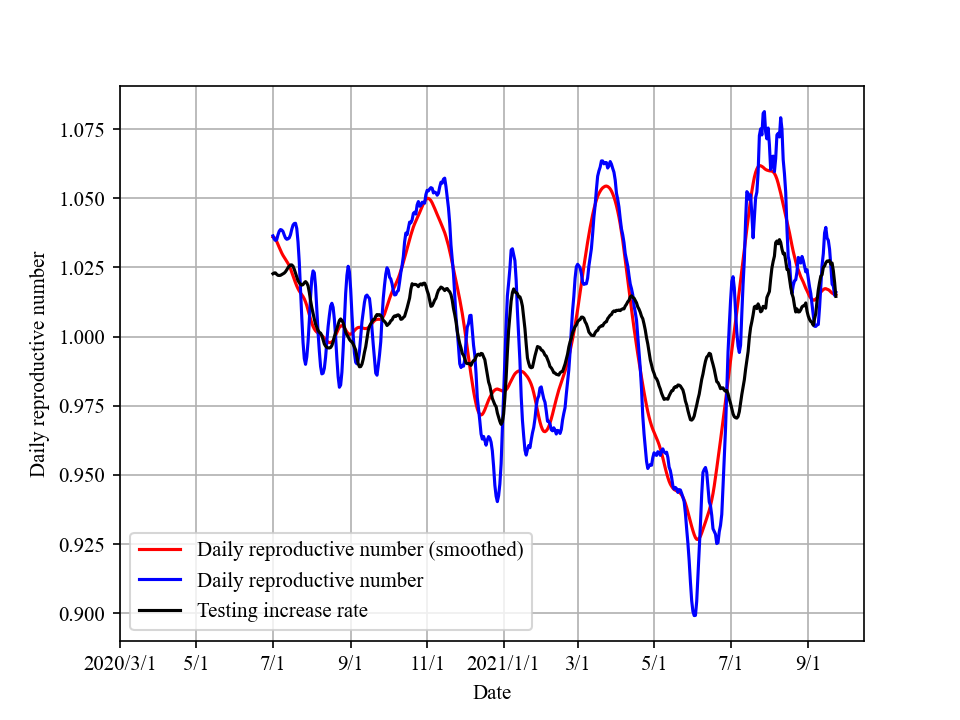 1.075
1.050
1.025
1.000
0.975
0.950
0.925
0.900
Daily reproductive number
Daily reproductive number (smoothed)
Daily reproductive number
Testing increase rate
2020/3/1 5/1 7/1 9/1 11/1 2021/1/1 3/1 5/1 7/1 9/1
Date